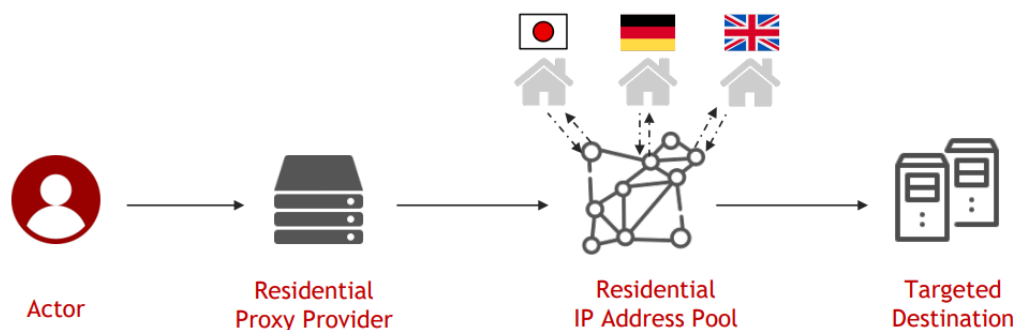 Actor
Residential
Proxy Provider
Residential
IP Address Pool
Targeted
Destination